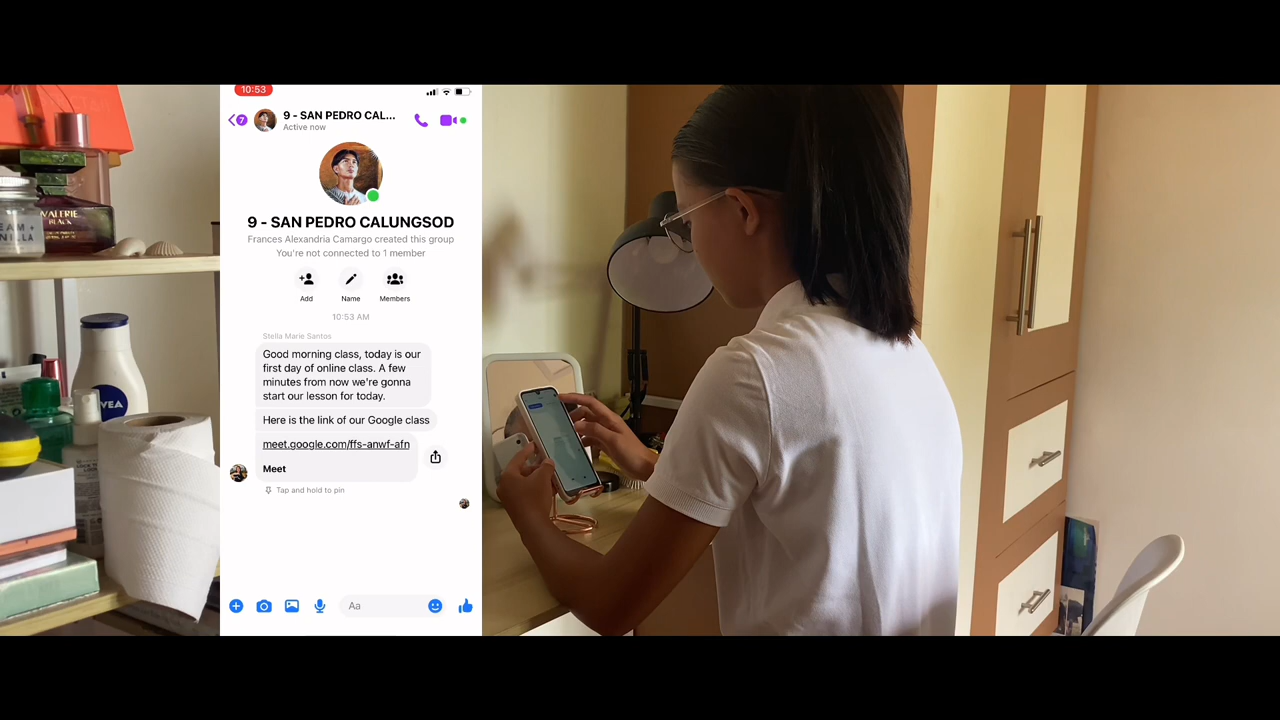 10:53
7
9 - SAN PEDRO CAL...
Active now
9 - SAN PEDRO CALUNGSOD
Frances Alexandria Camargo created this group
You're not connected to 1 member
Add
Name
Members
10:53 AM
Stella Marie Santos
Good morning class, today is our
first day of online class. A few
minutes from now we're gonna
start our lesson for today.
Here is the link of our Google class
meet.google.com/ffs-anwf-afn
Meet
Tap and hold to pin
Aa
VALERIE
BLACK
NIVEA